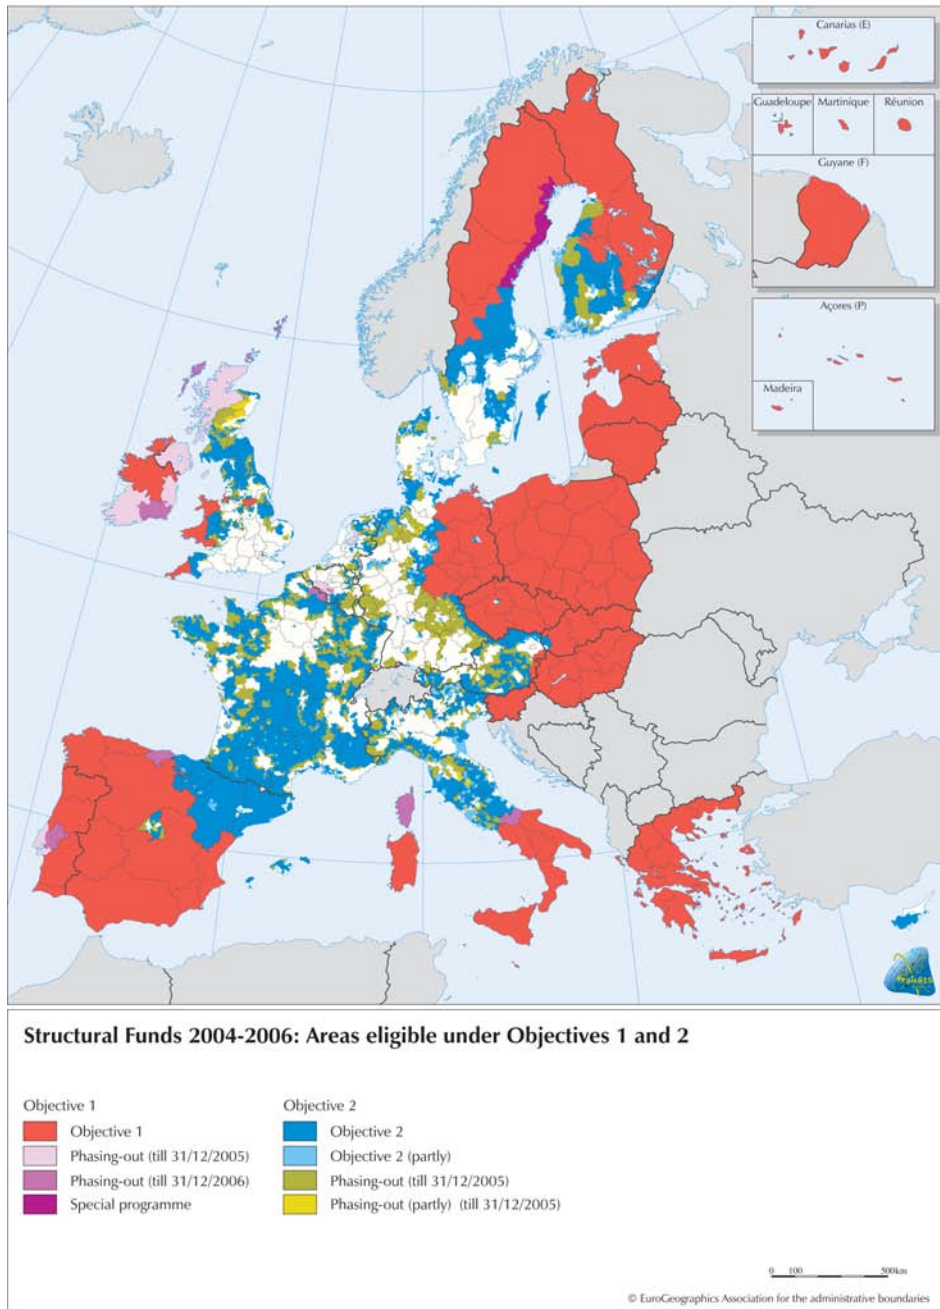 Canarias (E)
Guadeloupe
Martinique
Réunion
Guyane (F)
Açores (P)
Madeira
Structural Funds 2004-2006: Areas eligible under Objectives 1 and 2
Objective 1
Objective 1
Phasing-out (till 31/12/2005)
Phasing-out (till 31/12/2006)
Special programme
Objective 2
Objective 2
Objective 2 (partly)
Phasing-out (till 31/12/2005)
Phasing-out (partly) (till 31/12/2005)
0 100 500km
© EuroGeographics Association for the administrative boundaries